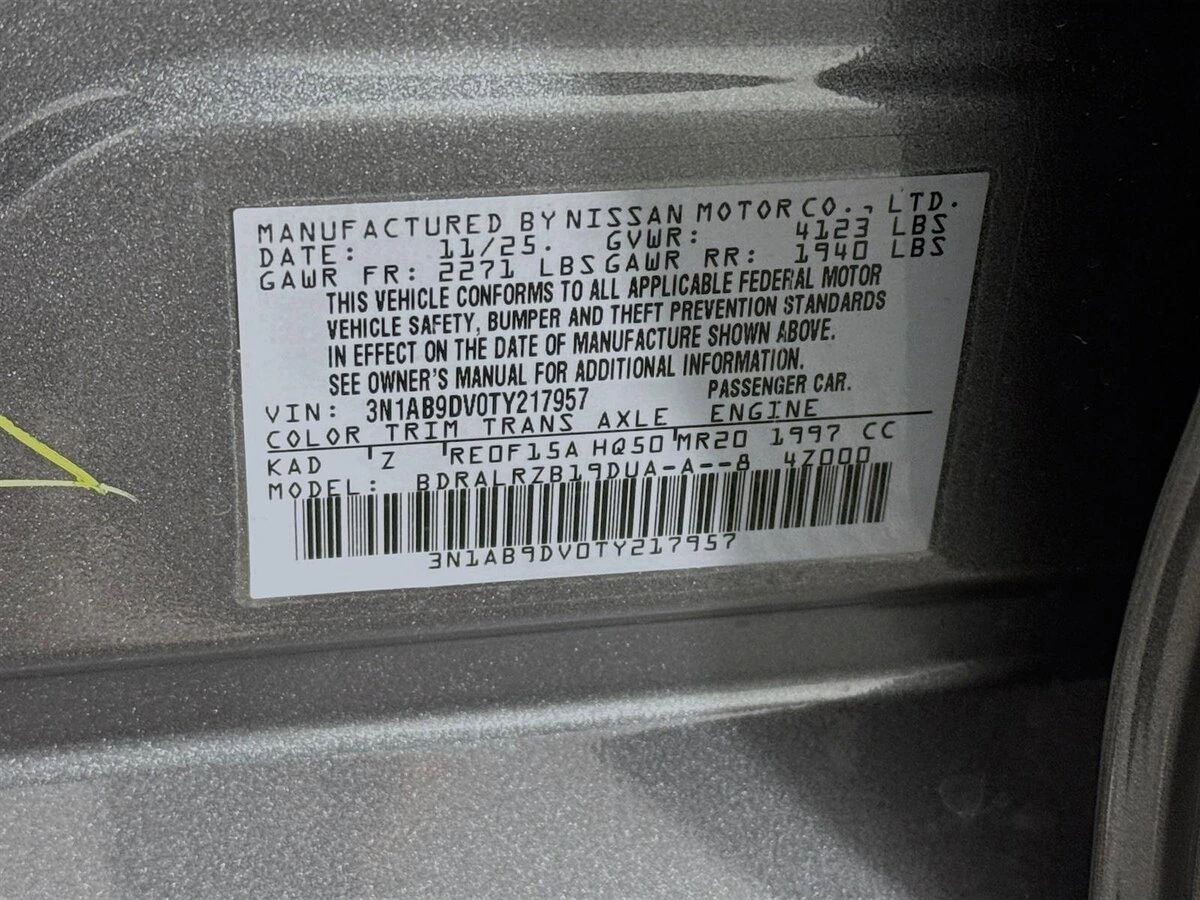 MANUFACTURED BY NISSAN MOTOR CO., LTD.
DATE: 11/25. GVWR: 4123 LBS
GAWR FR: 2271 LBS GAWR RR: 1940 LBS
THIS VEHICLE CONFORMS TO ALL APPLICABLE FEDERAL MOTOR
VEHICLE SAFETY, BUMPER AND THEFT PREVENTION STANDARDS
IN EFFECT ON THE DATE OF MANUFACTURE SHOWN ABOVE.
SEE OWNER'S MANUAL FOR ADDITIONAL INFORMATION.
VIN: 3N1AB9DV0TY217957 PASSENGER CAR.
COLOR TRIM TRANS AXLE ENGINE
KAD Z RE0F15A HQ50 MR20 1997 CC
MODEL: BDRALRZB19DUA-A--8 4Z000
3N1AB9DV0TY217957